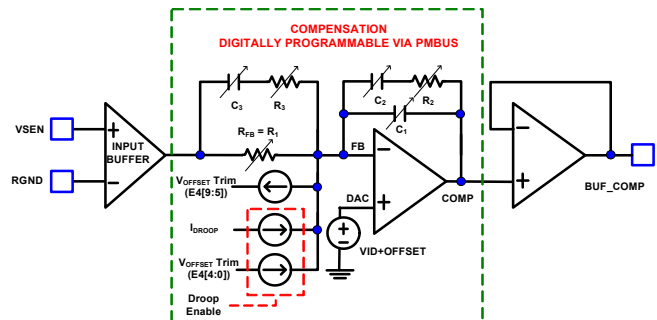 COMPENSATION
DIGITALLY PROGRAMMABLE VIA PMBUS
C3
R3
C2
R2
C1
RFB = R1
VSEN
+
INPUT
BUFFER
RGND
−
FB
−
VOFFSET Trim
(E4[9:5])
DAC
+
COMP
−
+
BUF_COMP
IDROOP
+
−
VID+OFFSET
VOFFSET Trim
(E4[4:0])
Droop
Enable